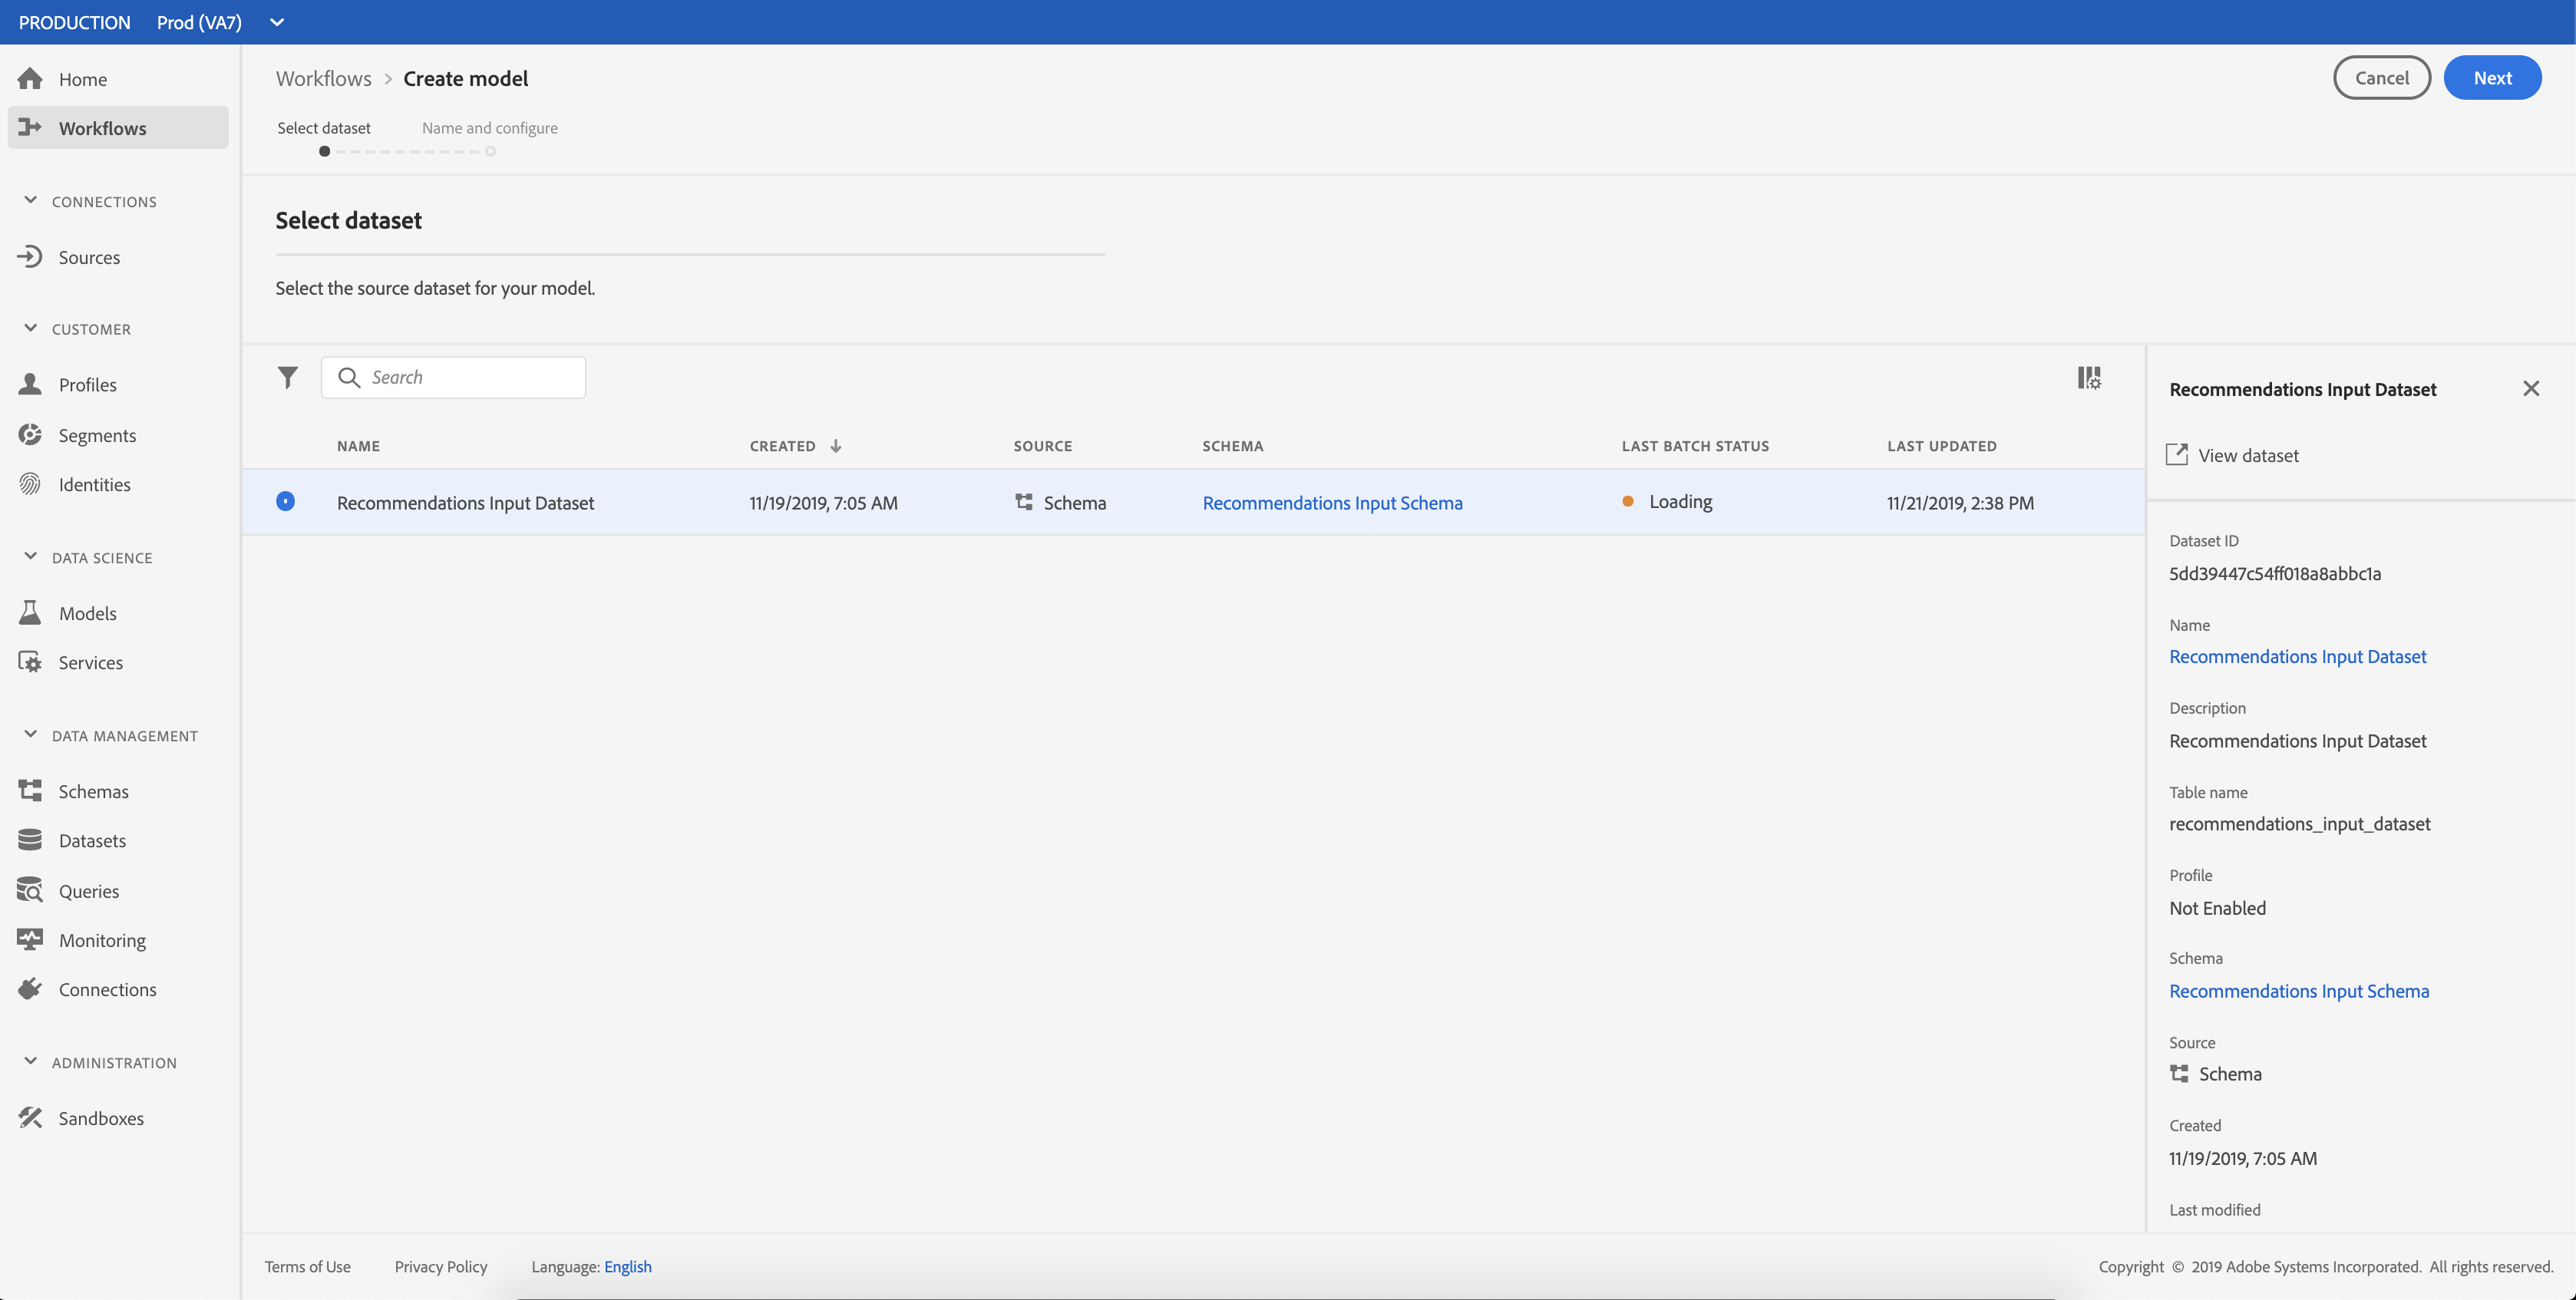 PRODUCTION Prod (VA7)
Home
Workflows
CONNECTIONS
Sources
CUSTOMER
Profiles
Segments
Identities
DATA SCIENCE
Models
Services
DATA MANAGEMENT
Schemas
Datasets
Queries
Monitoring
Connections
ADMINISTRATION
Sandboxes
Workflows > Create model
Cancel Next
Select dataset Name and configure
Select dataset
Select the source dataset for your model.
Search
NAME CREATED SOURCE SCHEMA LAST BATCH STATUS LAST UPDATED
Recommendations Input Dataset 11/19/2019, 7:05 AM Schema Recommendations Input Schema Loading 11/21/2019, 2:38 PM
Recommendations Input Dataset
View dataset
Dataset ID
5dd39447c54ff018a8abbc1a
Name
Recommendations Input Dataset
Description
Recommendations Input Dataset
Table name
recommendations_input_dataset
Profile
Not Enabled
Schema
Recommendations Input Schema
Source
Schema
Created
11/19/2019, 7:05 AM
Last modified
Terms of Use Privacy Policy Language: English Copyright © 2019 Adobe Systems Incorporated. All rights reserved.